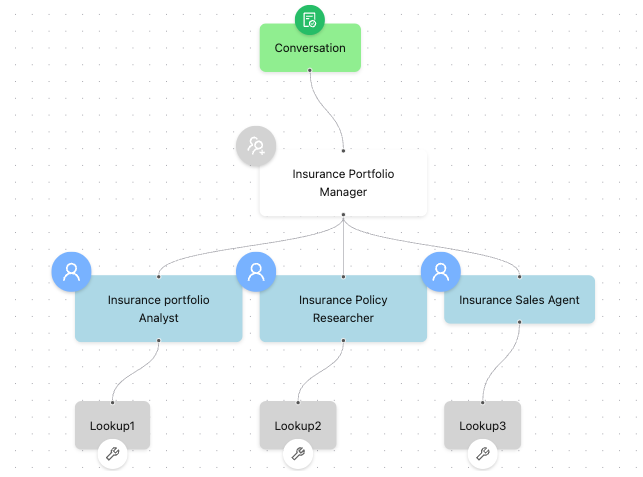 Conversation
Insurance Portfolio
Manager
Insurance portfolio
Analyst
Insurance Policy
Researcher
Insurance Sales Agent
Lookup1
Lookup2
Lookup3